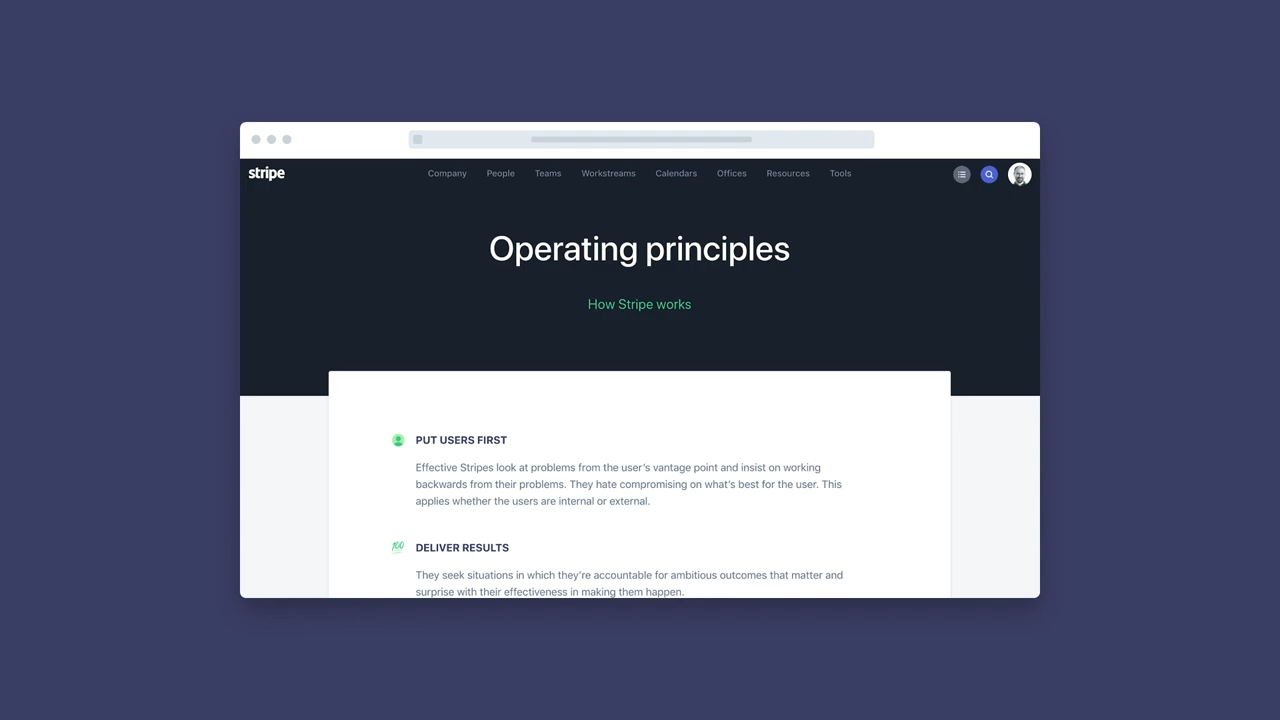 stripe
Company People Teams Workstreams Calendars Offices Resources Tools
Operating principles
How Stripe works
PUT USERS FIRST
Effective Stripes look at problems from the user's vantage point and insist on working
backwards from their problems. They hate compromising on what's best for the user. This
applies whether the users are internal or external.
100
DELIVER RESULTS
They seek situations in which they're accountable for ambitious outcomes that matter and
surprise with their effectiveness in making them happen.